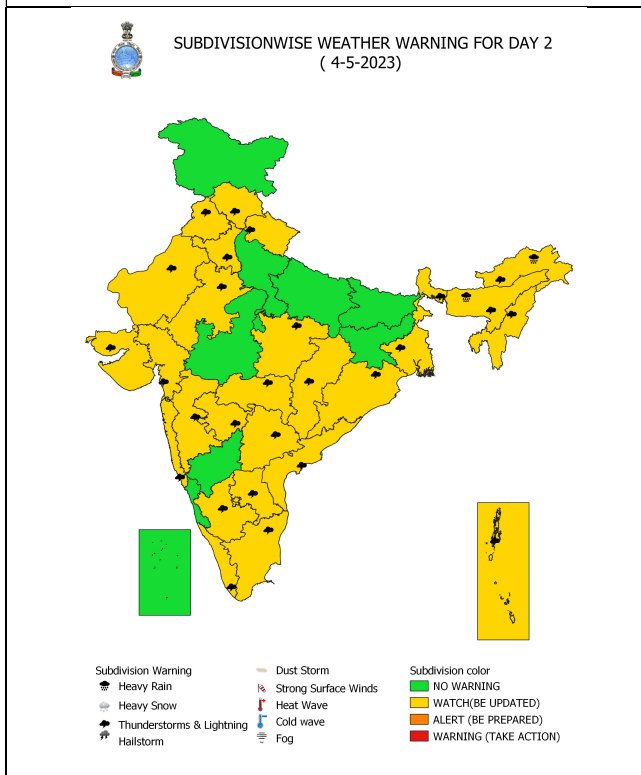 SUBDIVISIONWISE WEATHER WARNING FOR DAY 2
( 4-5-2023)
Subdivision Warning
Heavy Rain
Heavy Snow
Thunderstorms & Lightning
Hailstorm
Dust Storm
Strong Surface Winds
Heat Wave
Cold wave
Fog
Subdivision color
NO WARNING
WATCH(BE UPDATED)
ALERT (BE PREPARED)
WARNING (TAKE ACTION)